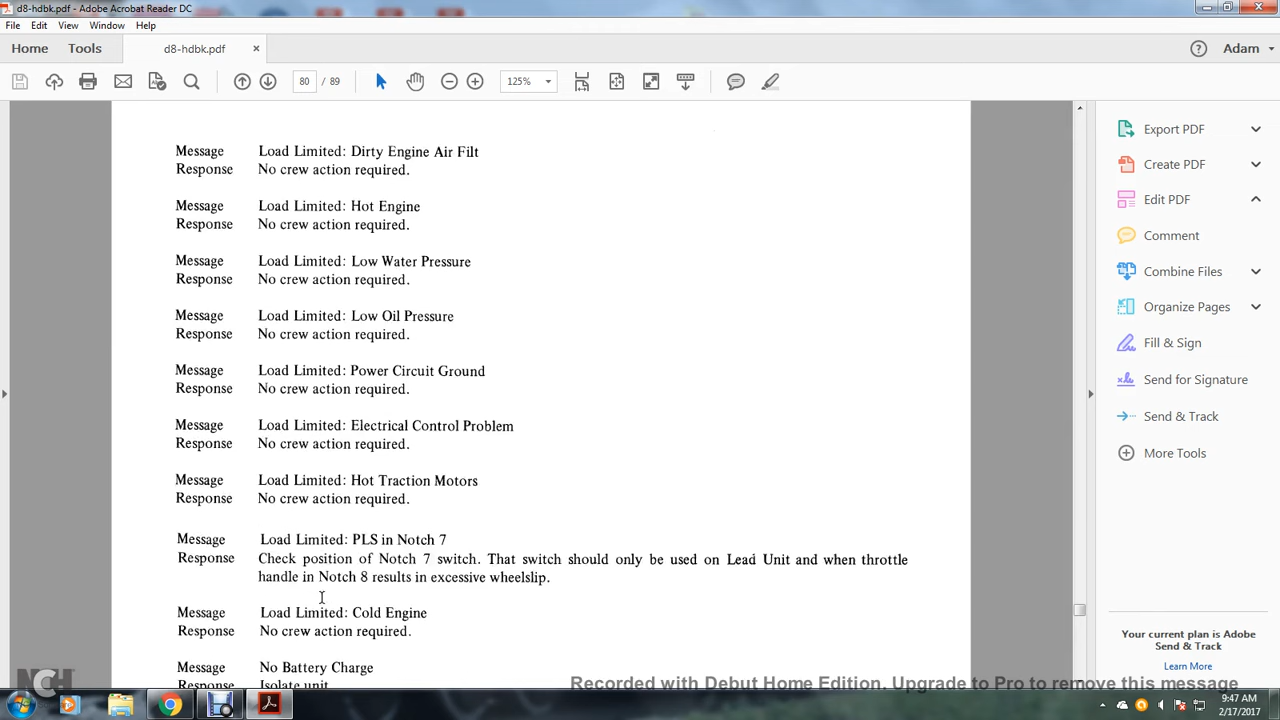 d8-hdbk.pdf - Adobe Acrobat Reader DC
File Edit View Window Help
Home Tools d8-hdbk.pdf × Adam
80 / 89 125%
Message Load Limited: Dirty Engine Air Filt
Response No crew action required.
Message Load Limited: Hot Engine
Response No crew action required.
Message Load Limited: Low Water Pressure
Response No crew action required.
Message Load Limited: Low Oil Pressure
Response No crew action required.
Message Load Limited: Power Circuit Ground
Response No crew action required.
Message Load Limited: Electrical Control Problem
Response No crew action required.
Message Load Limited: Hot Traction Motors
Response No crew action required.
Message Load Limited: PLS in Notch 7
Response Check position of Notch 7 switch. That switch should only be used on Lead Unit and when throttle
handle in Notch 8 results in excessive wheelslip.
Message Load Limited: Cold Engine
Response No crew action required.
Message No Battery Charge
Response Isolate unit
Export PDF
Create PDF
Edit PDF
Comment
Combine Files
Organize Pages
Fill & Sign
Send for Signature
Send & Track
More Tools
Your current plan is Adobe
Send & Track
Learn More
NCH
Recorded with Debut Home Edition. Upgrade to Pro to remove this message
9:47 AM
2/17/2017